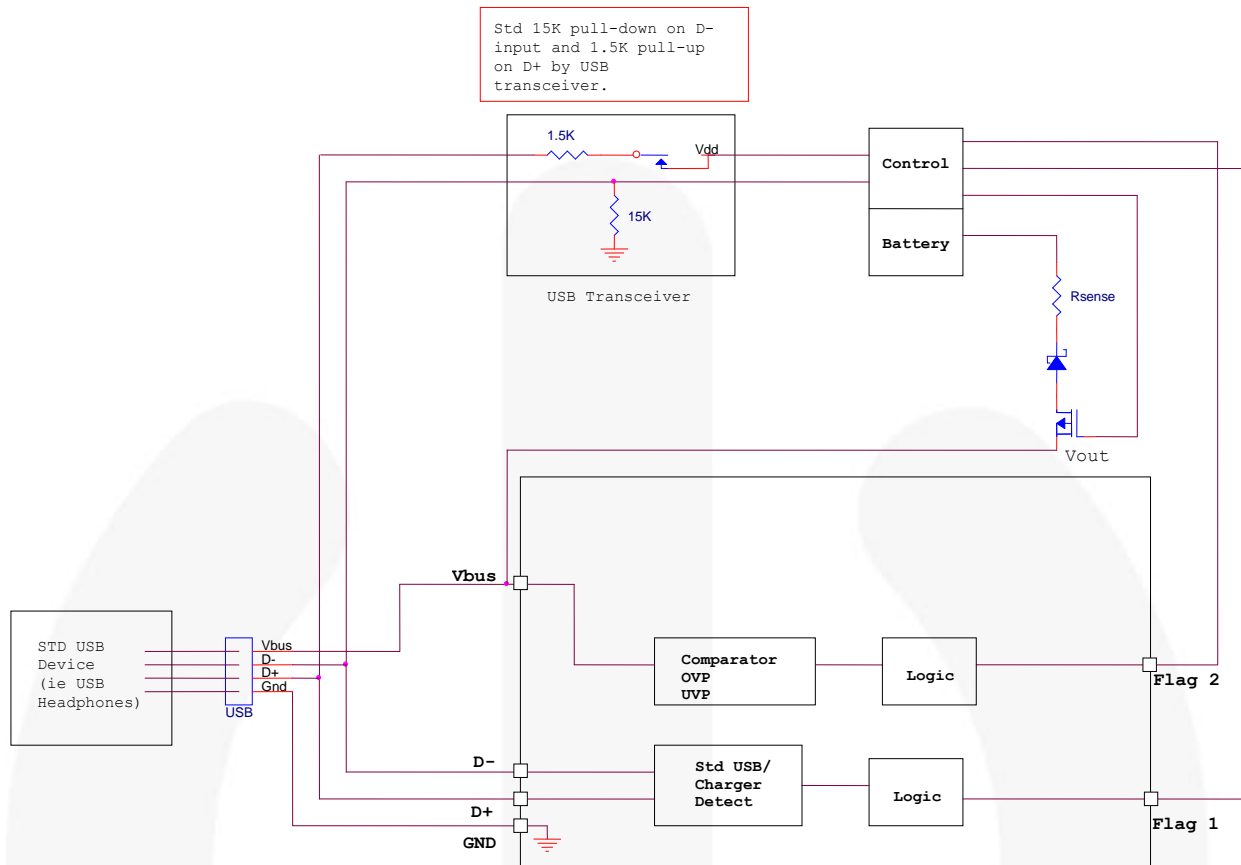 Std 15K pull-down on D-
input and 1.5K pull-up
on D+ by USB
transceiver.
1.5K
Vdd
15K
USB Transceiver
Control
Battery
Rsense
Vout
Vbus
STD USB
Device
(ie USB
Headphones)
Vbus
D-
D+
Gnd
USB
Comparator
OVP
UVP
Logic
Flag 2
D-
D+
GND
Std USB/
Charger
Detect
Logic
Flag 1